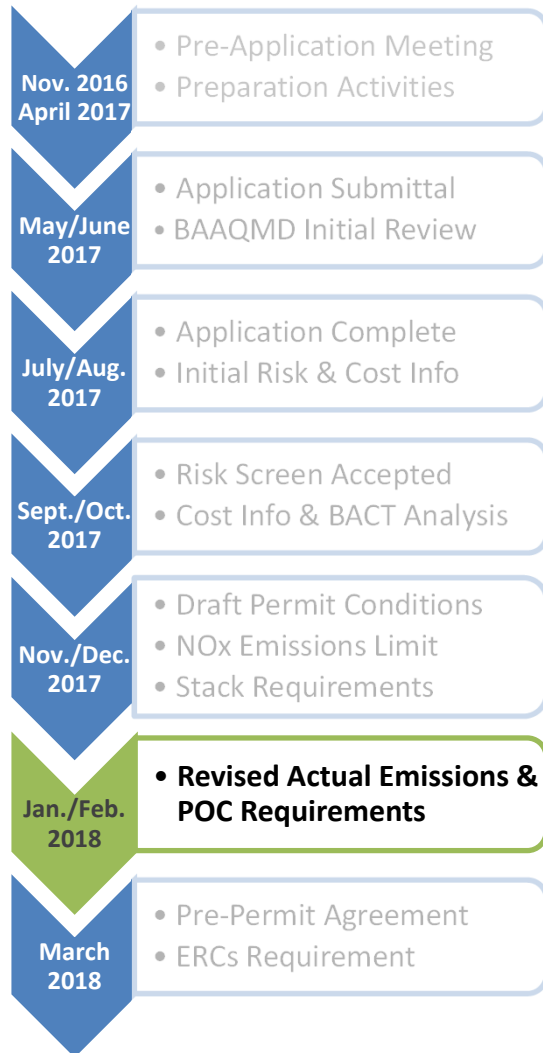 Nov. 2016
April 2017
• Pre-Application Meeting
• Preparation Activities
May/June
2017
• Application Submittal
• BAAQMD Initial Review
July/Aug.
2017
• Application Complete
• Initial Risk & Cost Info
Sept./Oct.
2017
• Risk Screen Accepted
• Cost Info & BACT Analysis
Nov./Dec.
2017
• Draft Permit Conditions
• NOx Emissions Limit
• Stack Requirements
Jan./Feb.
2018
• Revised Actual Emissions &
POC Requirements
March
2018
• Pre-Permit Agreement
• ERCs Requirement